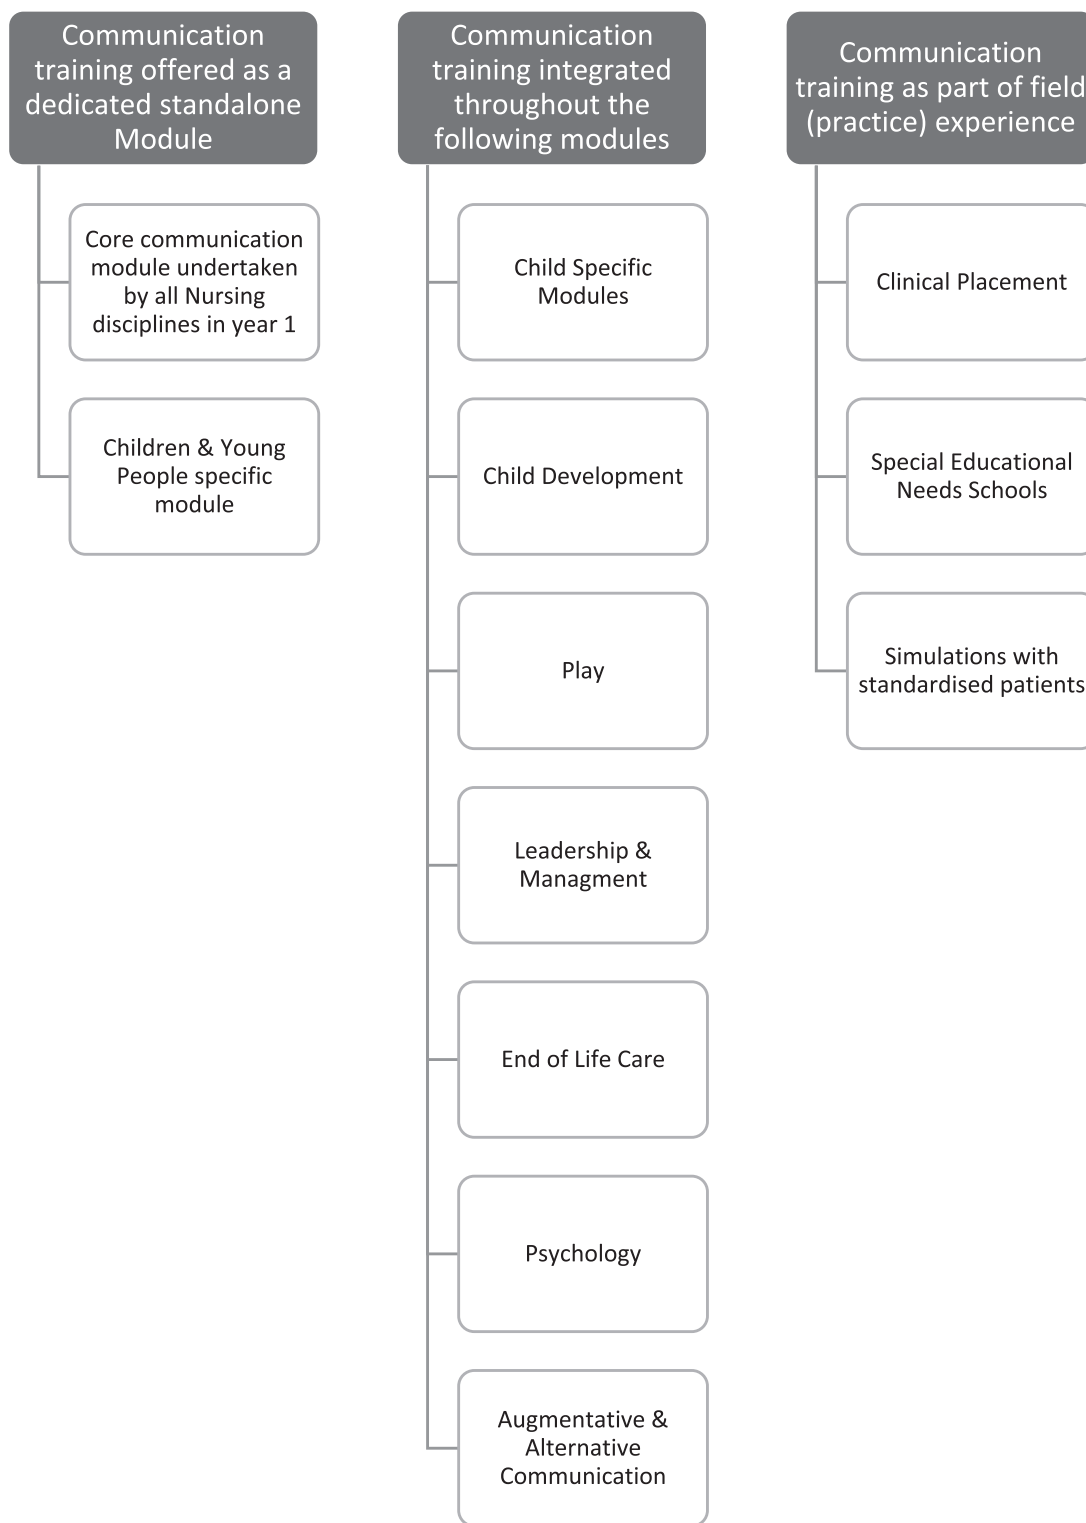 Communication
training offered as a
dedicated standalone
Module
Core communication
module undertaken
by all Nursing
disciplines in year 1
Children & Young
People specific
module
Communication
training integrated
throughout the
following modules
Child Specific
Modules
Child Development
Play
Leadership &
Managment
End of Life Care
Psychology
Augmentative &
Alternative
Communication
Communication
training as part of field
(practice) experience
Clinical Placement
Special Educational
Needs Schools
Simulations with
standardised patients